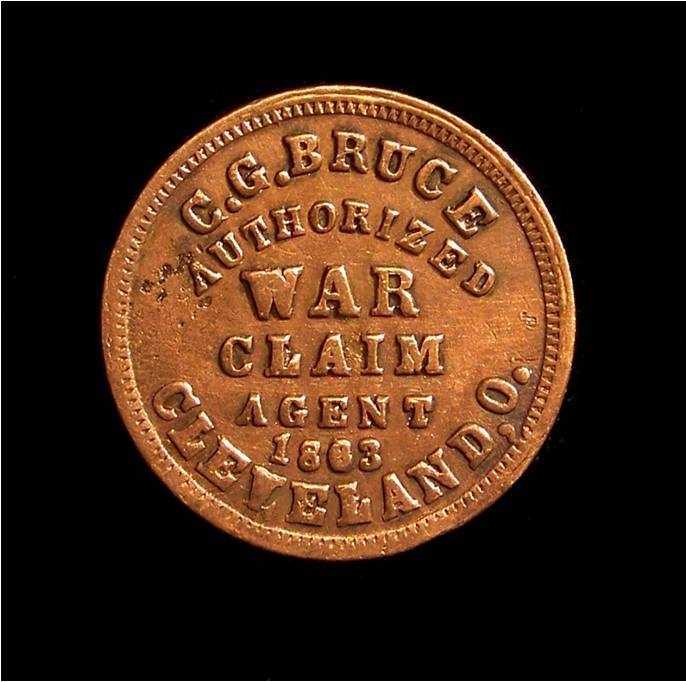 C.G.BRUCE
AUTHORIZED
WAR
CLAIM
AGENT
1863
CLEVELAND,O.